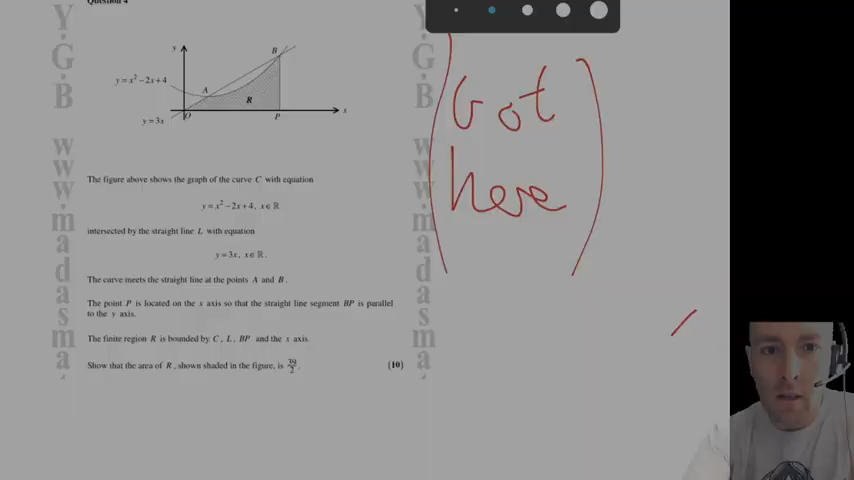 Question 4
y
B
y = x² − 2x + 4
A
R
y = 3x
O
P
x
The figure above shows the graph of the curve C with equation
y = x² − 2x + 4, x ∈ ℝ
intersected by the straight line L with equation
y = 3x, x ∈ ℝ.
The curve meets the straight line at the points A and B.
The point P is located on the x axis so that the straight line segment BP is parallel
to the y axis.
The finite region R is bounded by C, L, BP and the x axis.
Show that the area of R, shown shaded in the figure, is 39/2.
(10)
Y.G.B. www.madasma
Y.G.B. www.madasma
Got
here